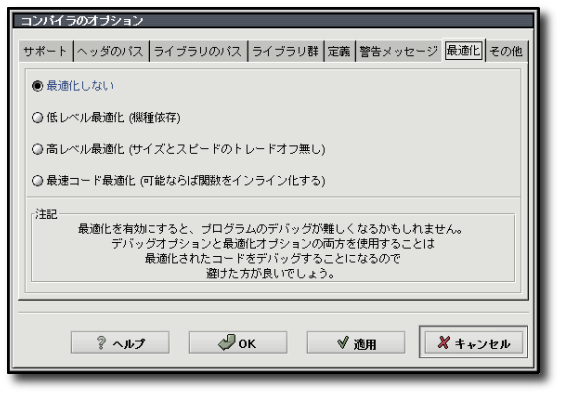 コンパイラのオプション
サポート ヘッダのパス ライブラリのパス ライブラリ群 定義 警告メッセージ 最適化 その他
最適化しない
低レベル最適化 (機種依存)
高レベル最適化 (サイズとスピードのトレードオフ無し)
最速コード最適化 (可能ならば関数をインライン化する)
注記
最適化を有効にすると、プログラムのデバッグが難しくなるかもしれません。
デバッグオプションと最適化オプションの両方を使用することは
最適化されたコードをデバッグすることになるので
避けた方が良いでしょう。
ヘルプ OK 適用 キャンセル